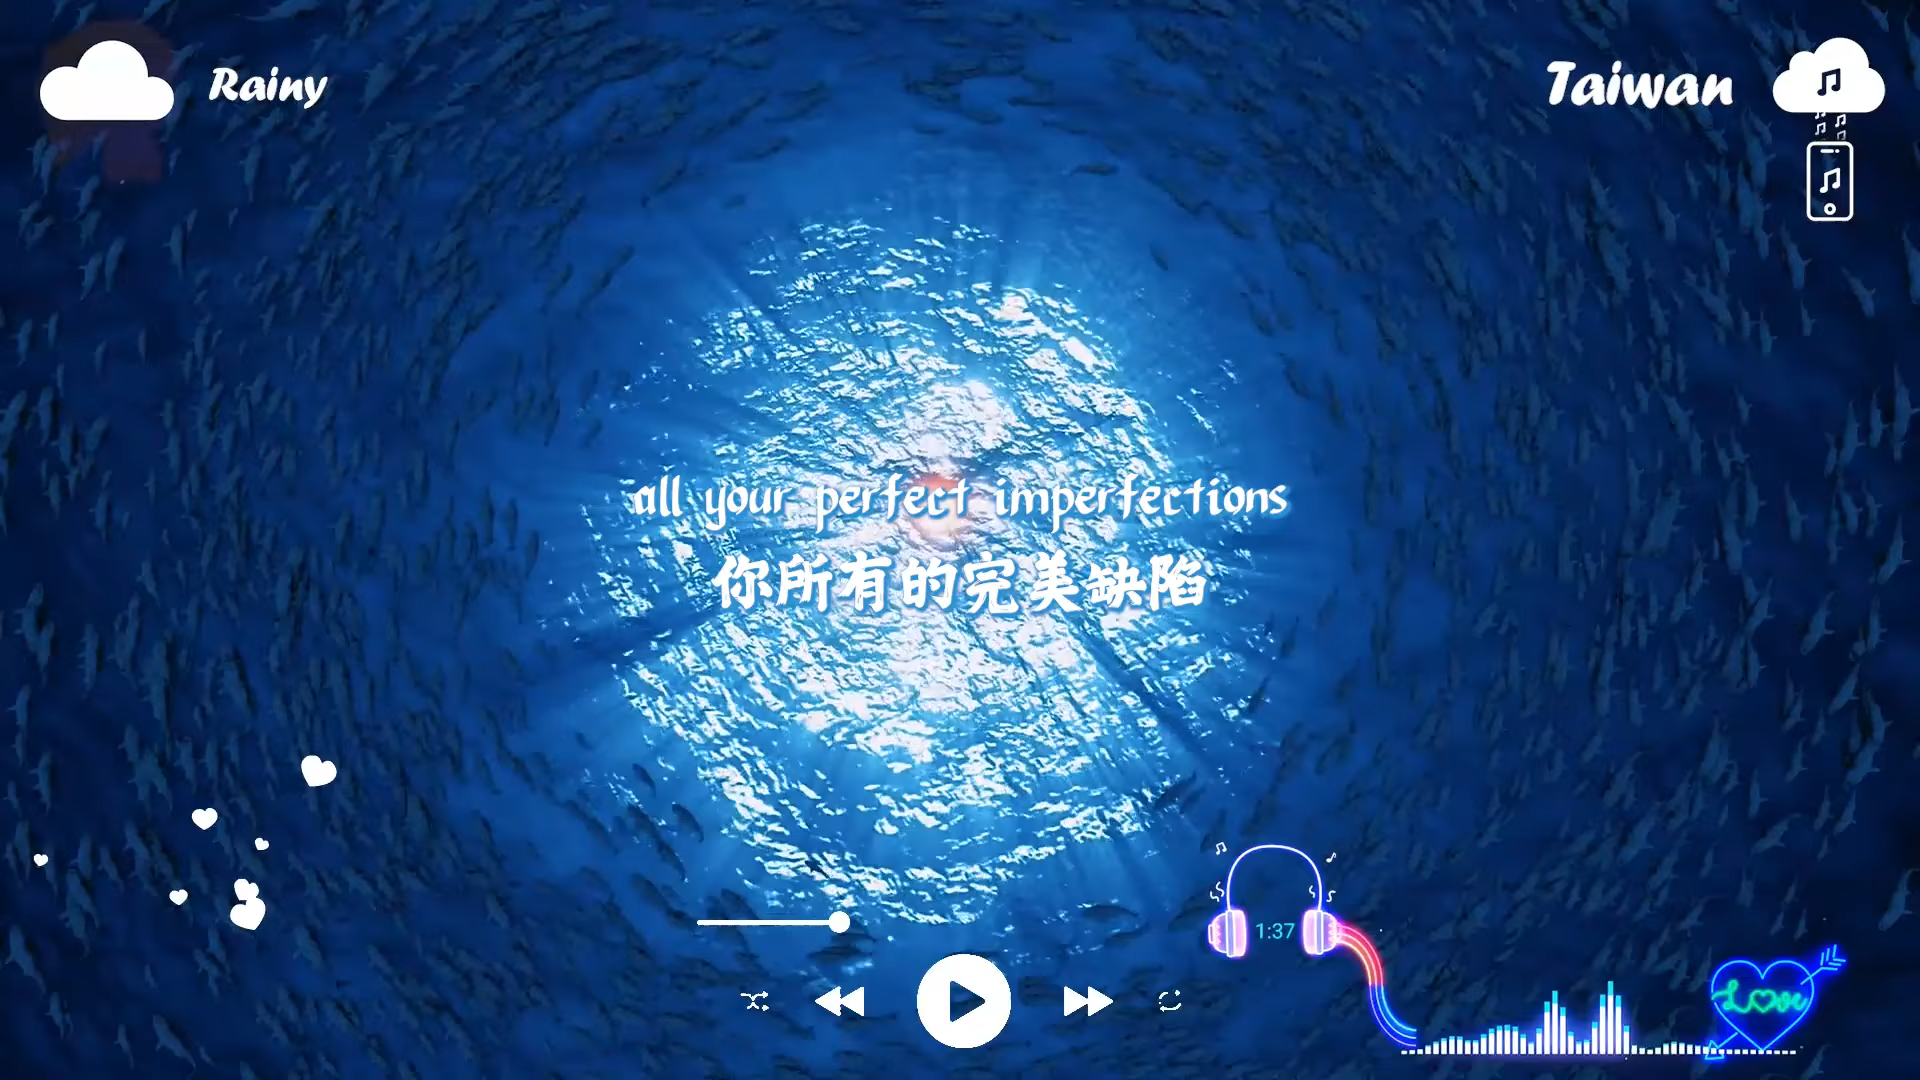 Rainy
Taiwan
all your perfect imperfections
你所有的完美缺陷
1:37
Love